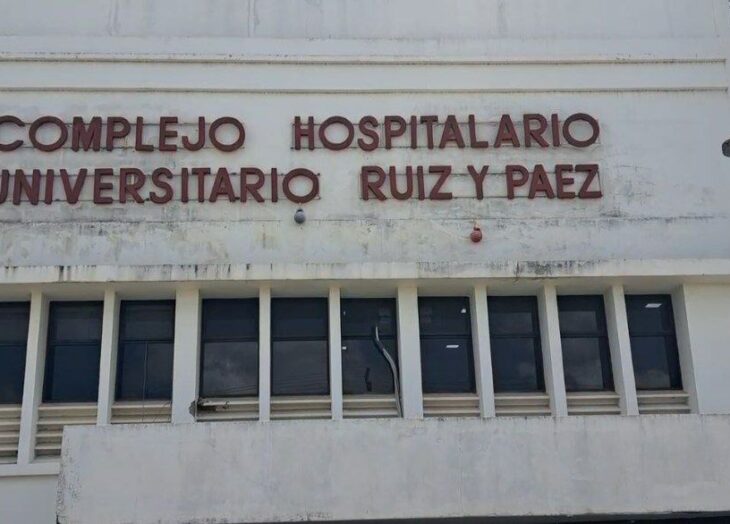 COMPLEJO HOSPITALARIO
UNIVERSITARIO RUIZ Y PAEZ